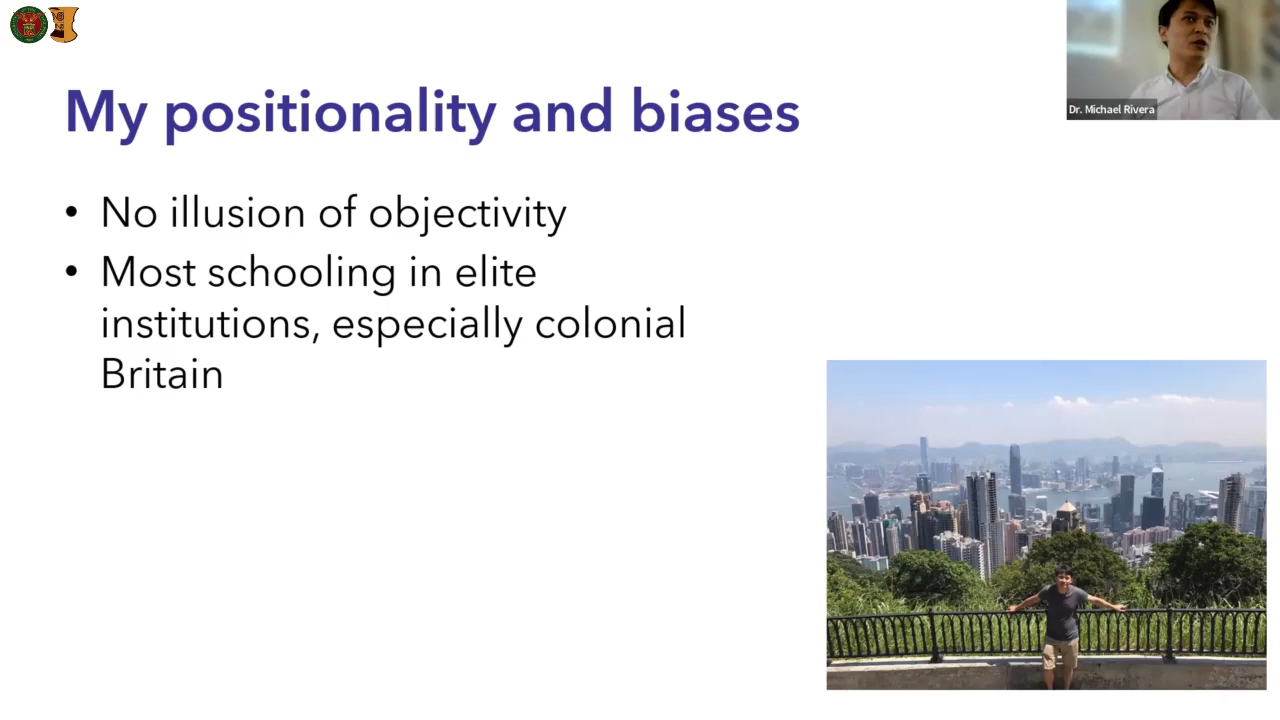 My positionality and biases
• No illusion of objectivity
• Most schooling in elite
institutions, especially colonial
Britain
Dr. Michael Rivera